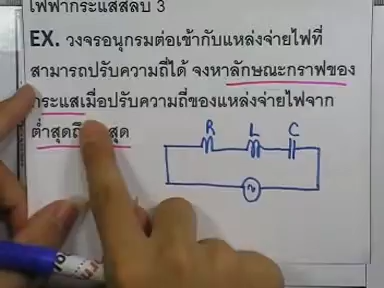 ไฟฟ้ากระแสสลับ 3
EX. วงจรอนุกรมต่อเข้ากับแหล่งจ่ายไฟที่
สามารถปรับความถี่ได้ จงหาลักษณะกราฟของ
กระแสเมื่อปรับความถี่ของแหล่งจ่ายไฟจาก
ต่ำสุดถึ สุด
R L C